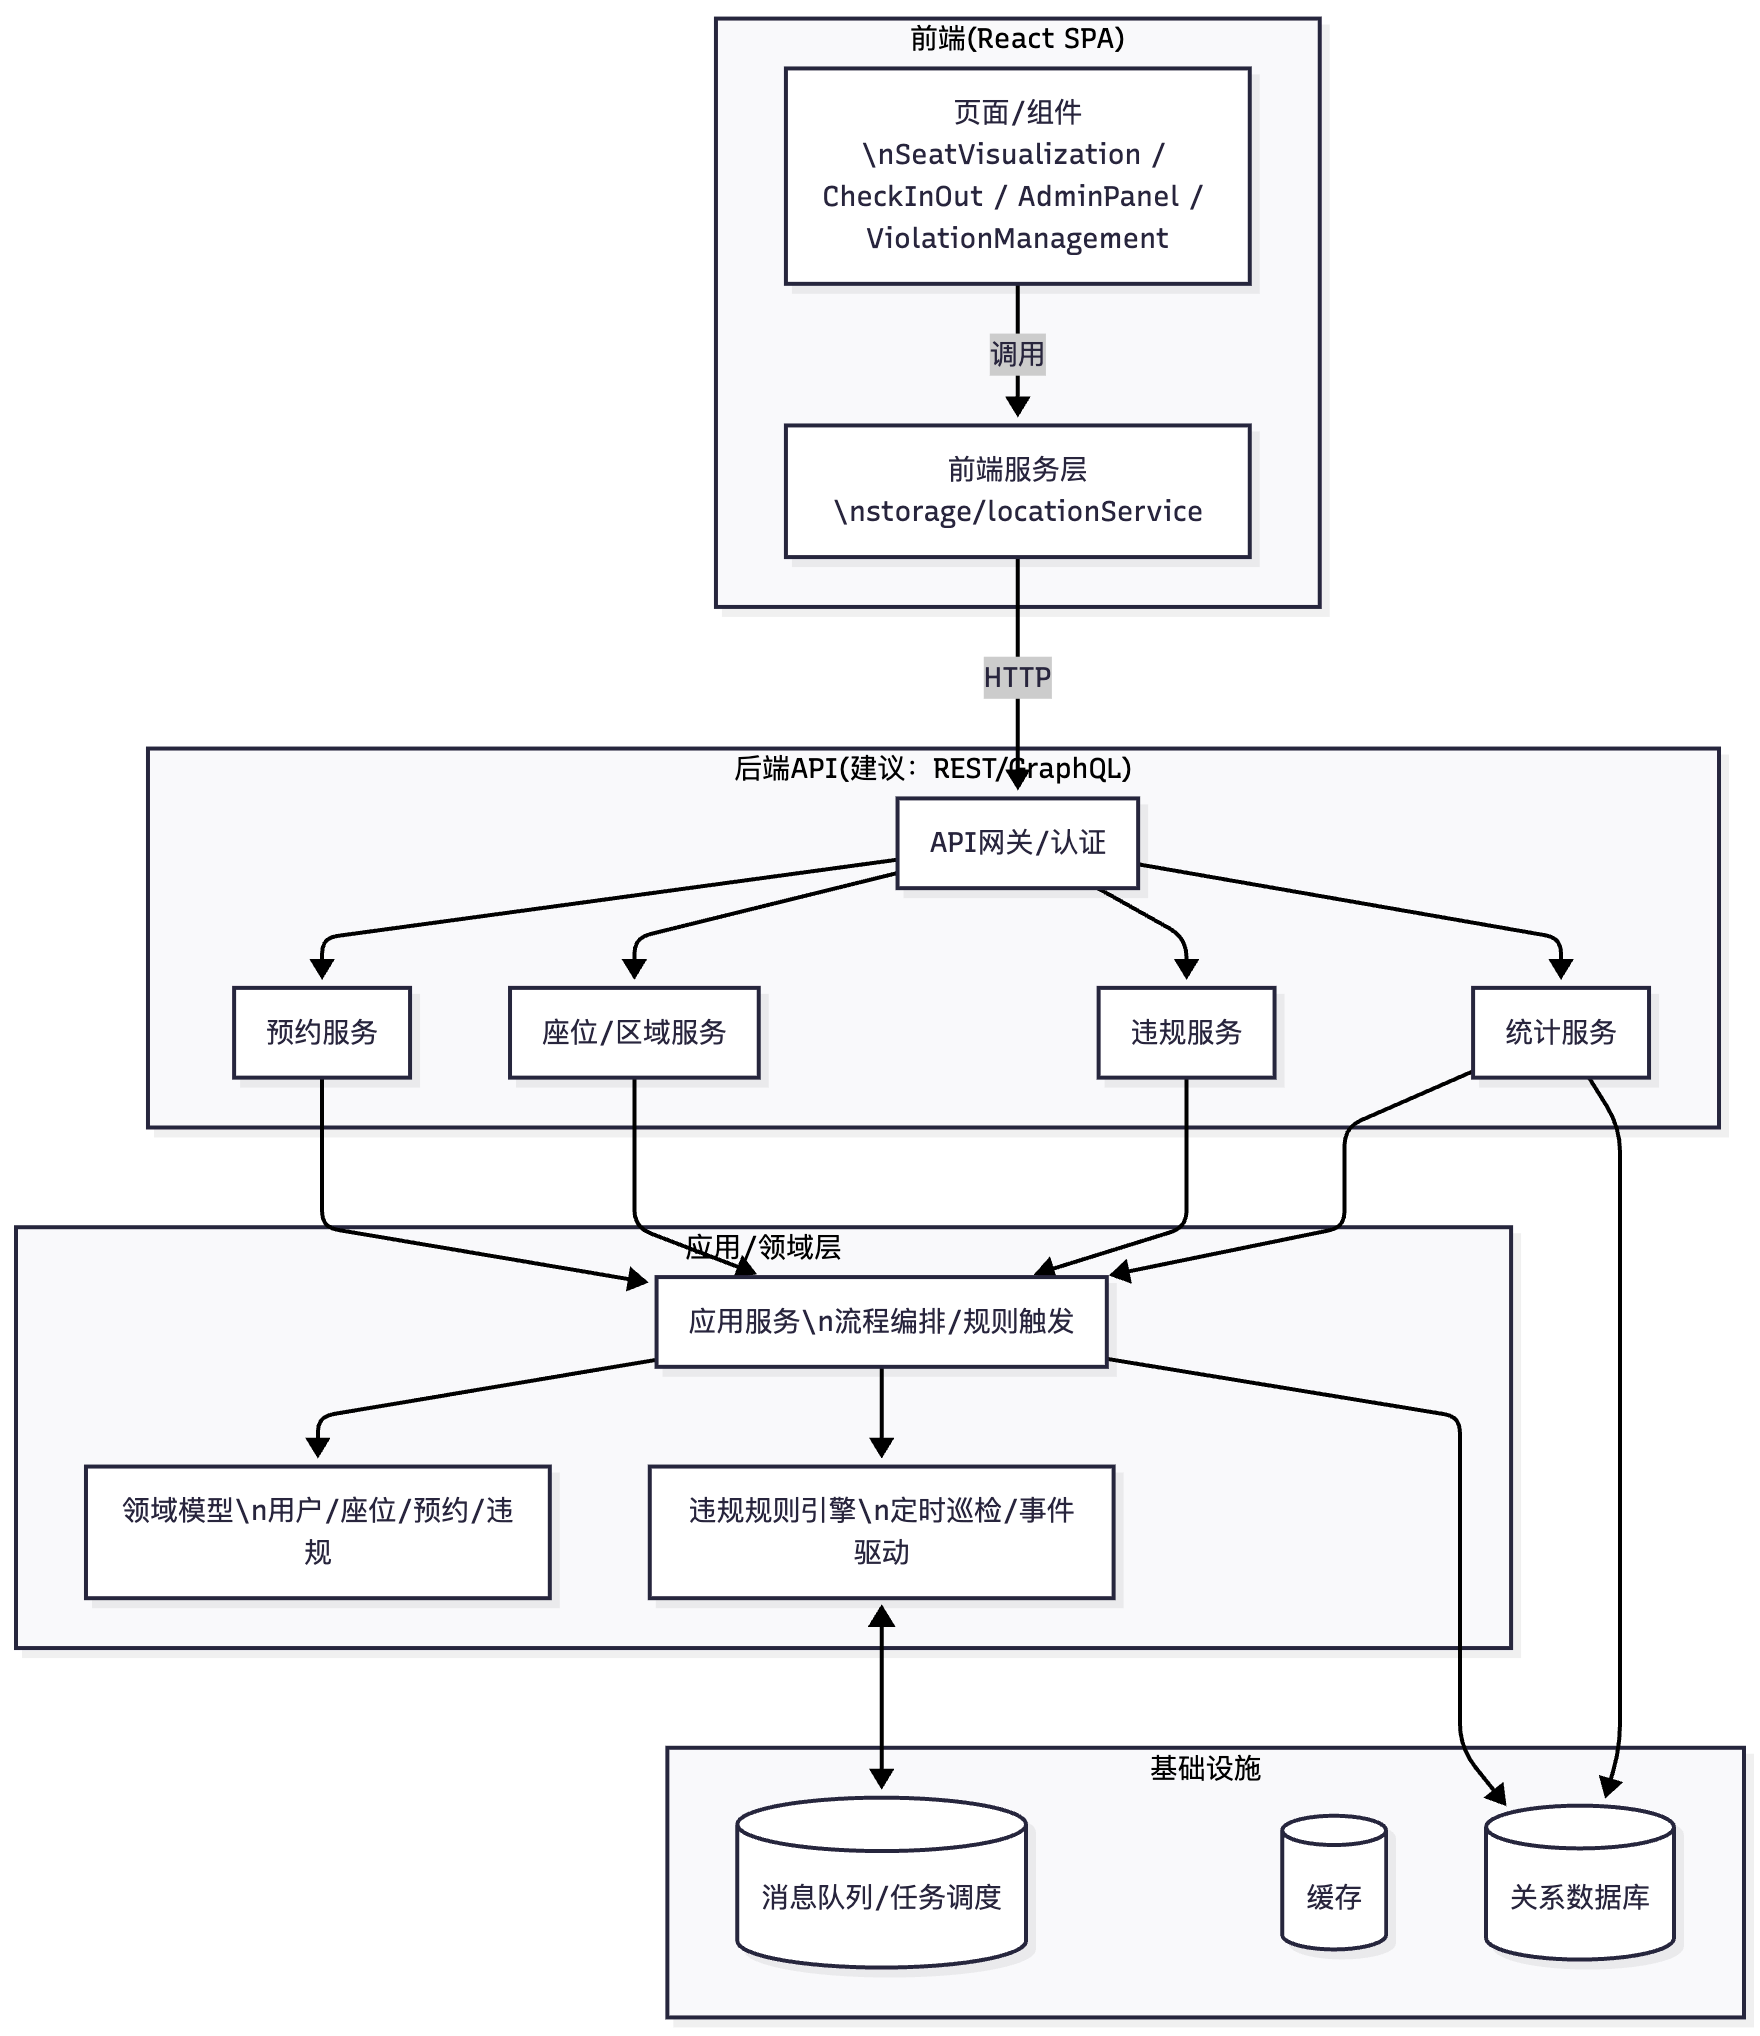 前端(React SPA)
页面/组件
\nSeatVisualization /
CheckInOut / AdminPanel /
ViolationManagement
调用
前端服务层
\nstorage/locationService
HTTP
后端API(建议：REST/GraphQL)
API网关/认证
预约服务
座位/区域服务
违规服务
统计服务
应用/领域层
应用服务\n流程编排/规则触发
领域模型\n用户/座位/预约/违
规
违规规则引擎\n定时巡检/事件
驱动
基础设施
消息队列/任务调度
缓存
关系数据库